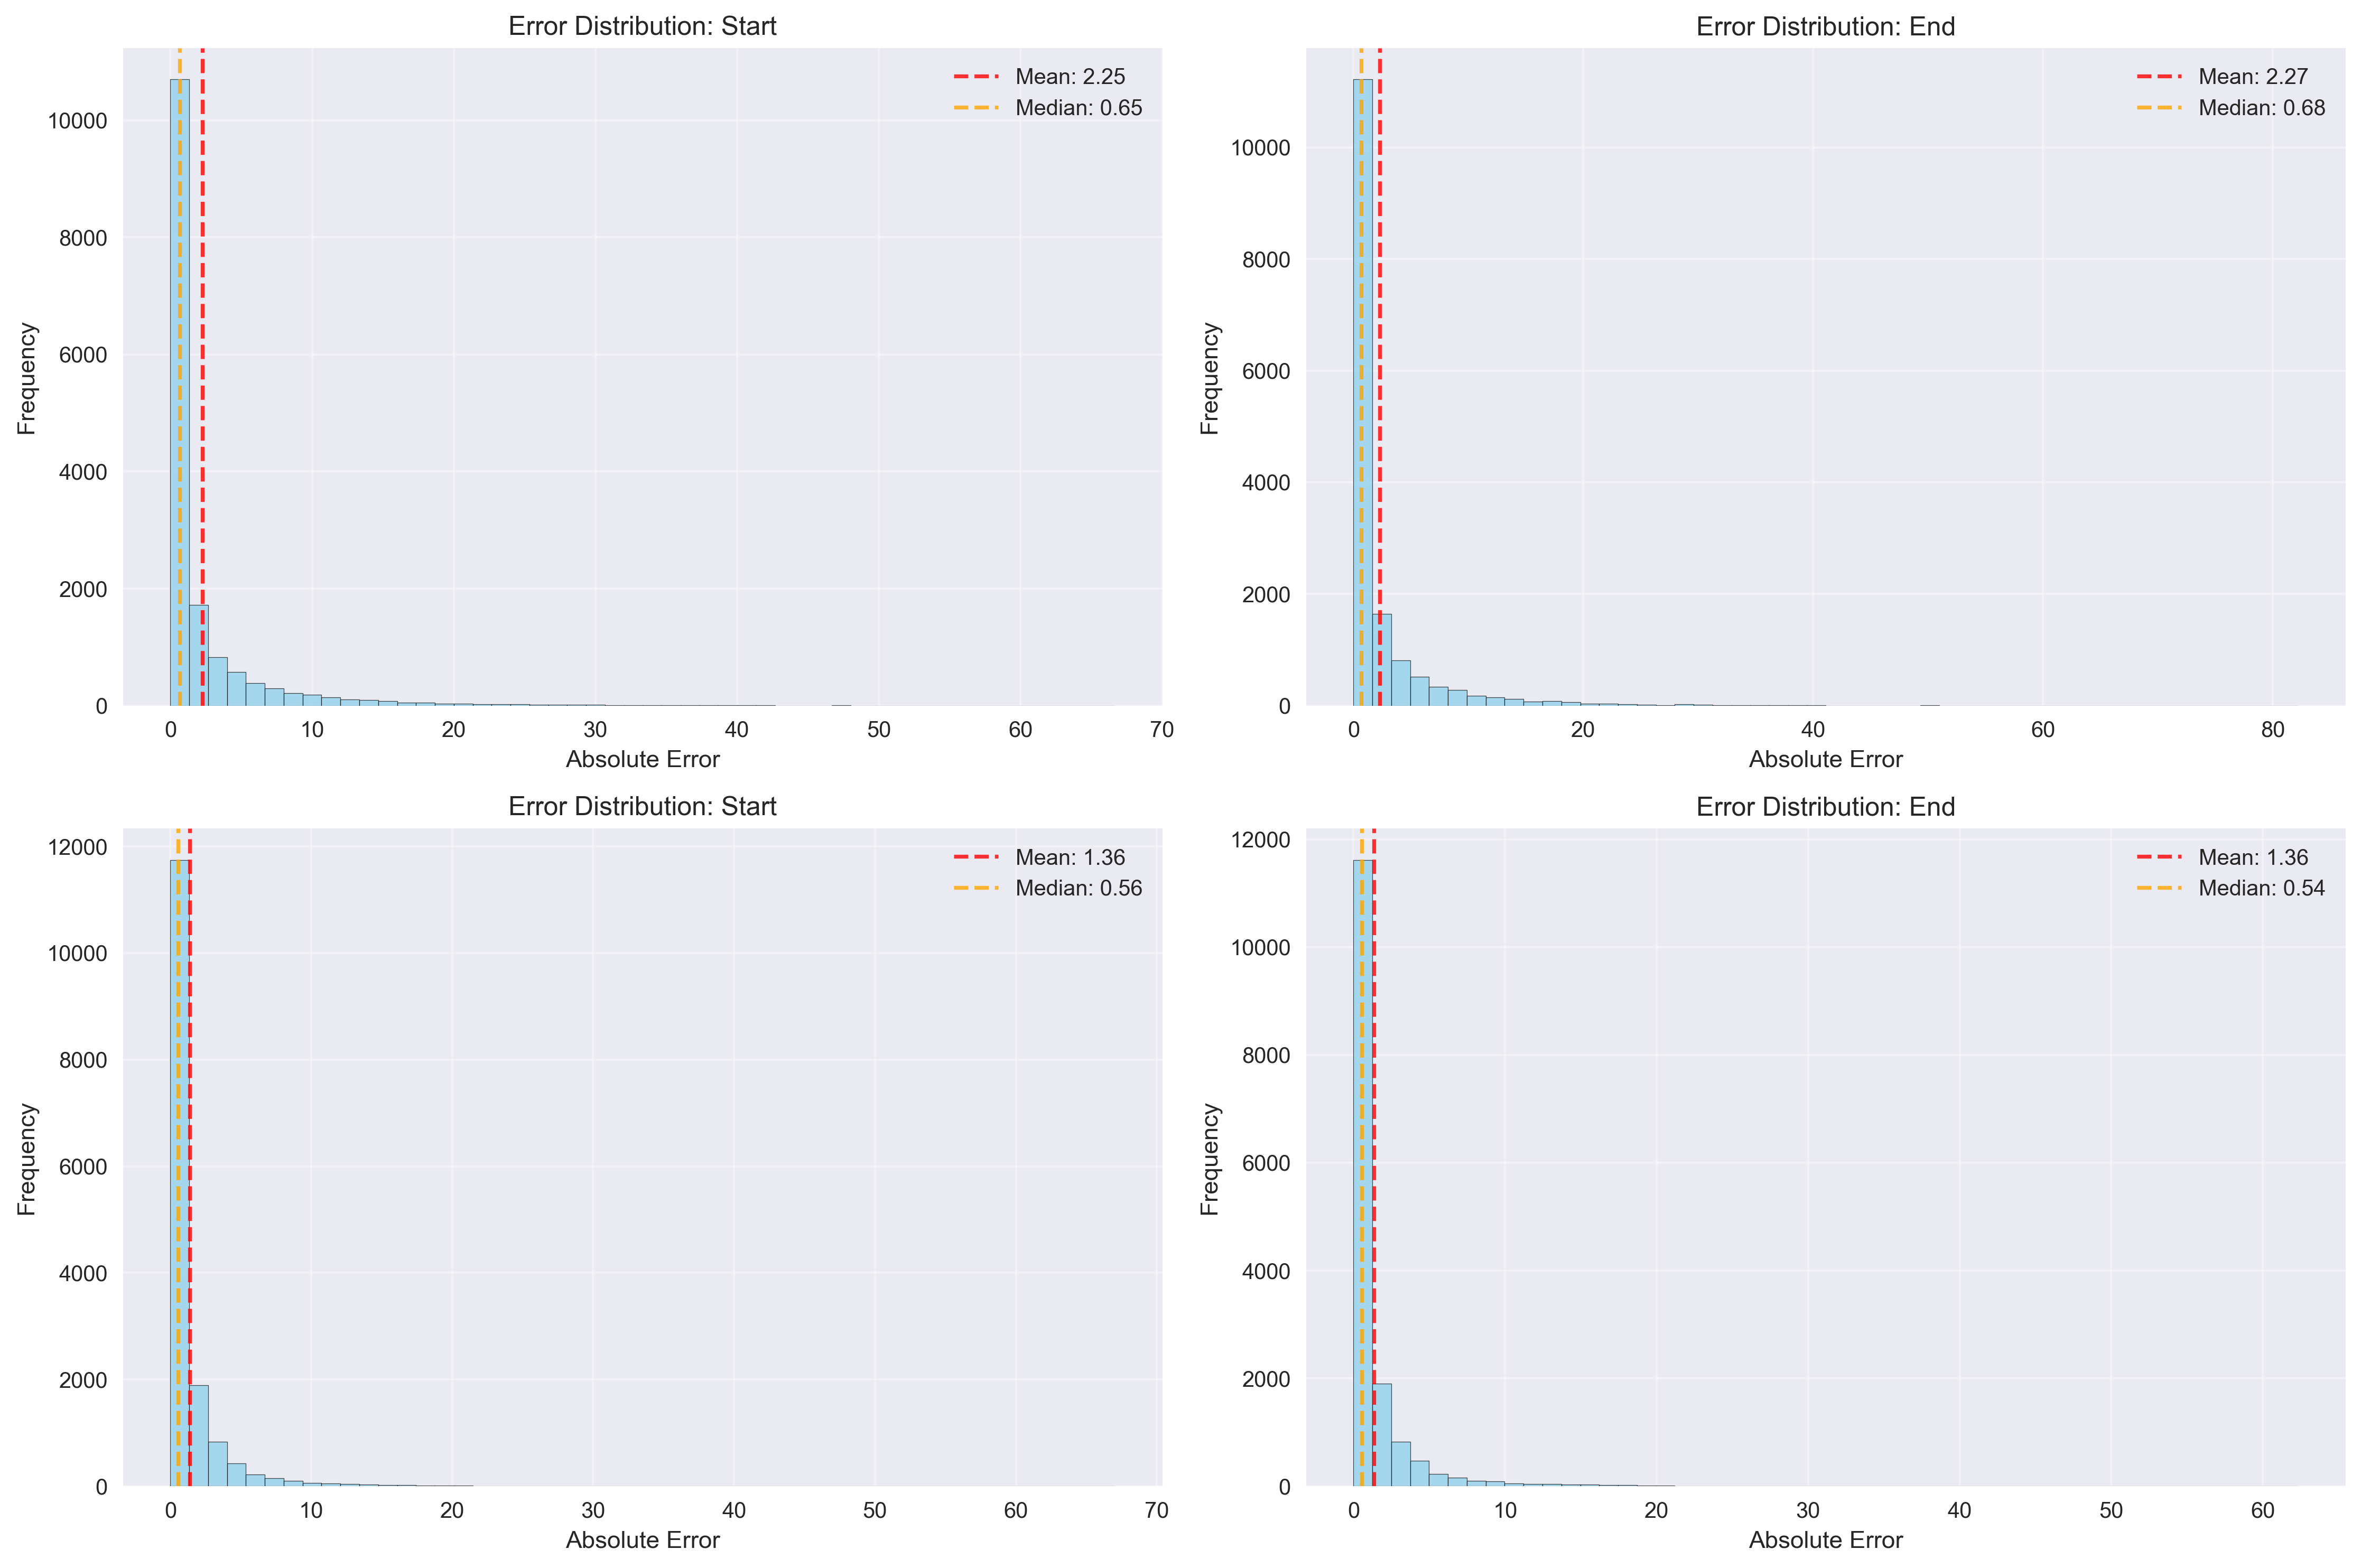 Error Distribution: Start
Mean: 2.25
Median: 0.65
Frequency
10000
8000
6000
4000
2000
0
0 10 20 30 40 50 60 70
Absolute Error
Error Distribution: End
Mean: 2.27
Median: 0.68
Frequency
10000
8000
6000
4000
2000
0
0 20 40 60 80
Absolute Error
Error Distribution: Start
Mean: 1.36
Median: 0.56
Frequency
12000
10000
8000
6000
4000
2000
0
0 10 20 30 40 50 60 70
Absolute Error
Error Distribution: End
Mean: 1.36
Median: 0.54
Frequency
12000
10000
8000
6000
4000
2000
0
0 10 20 30 40 50 60
Absolute Error